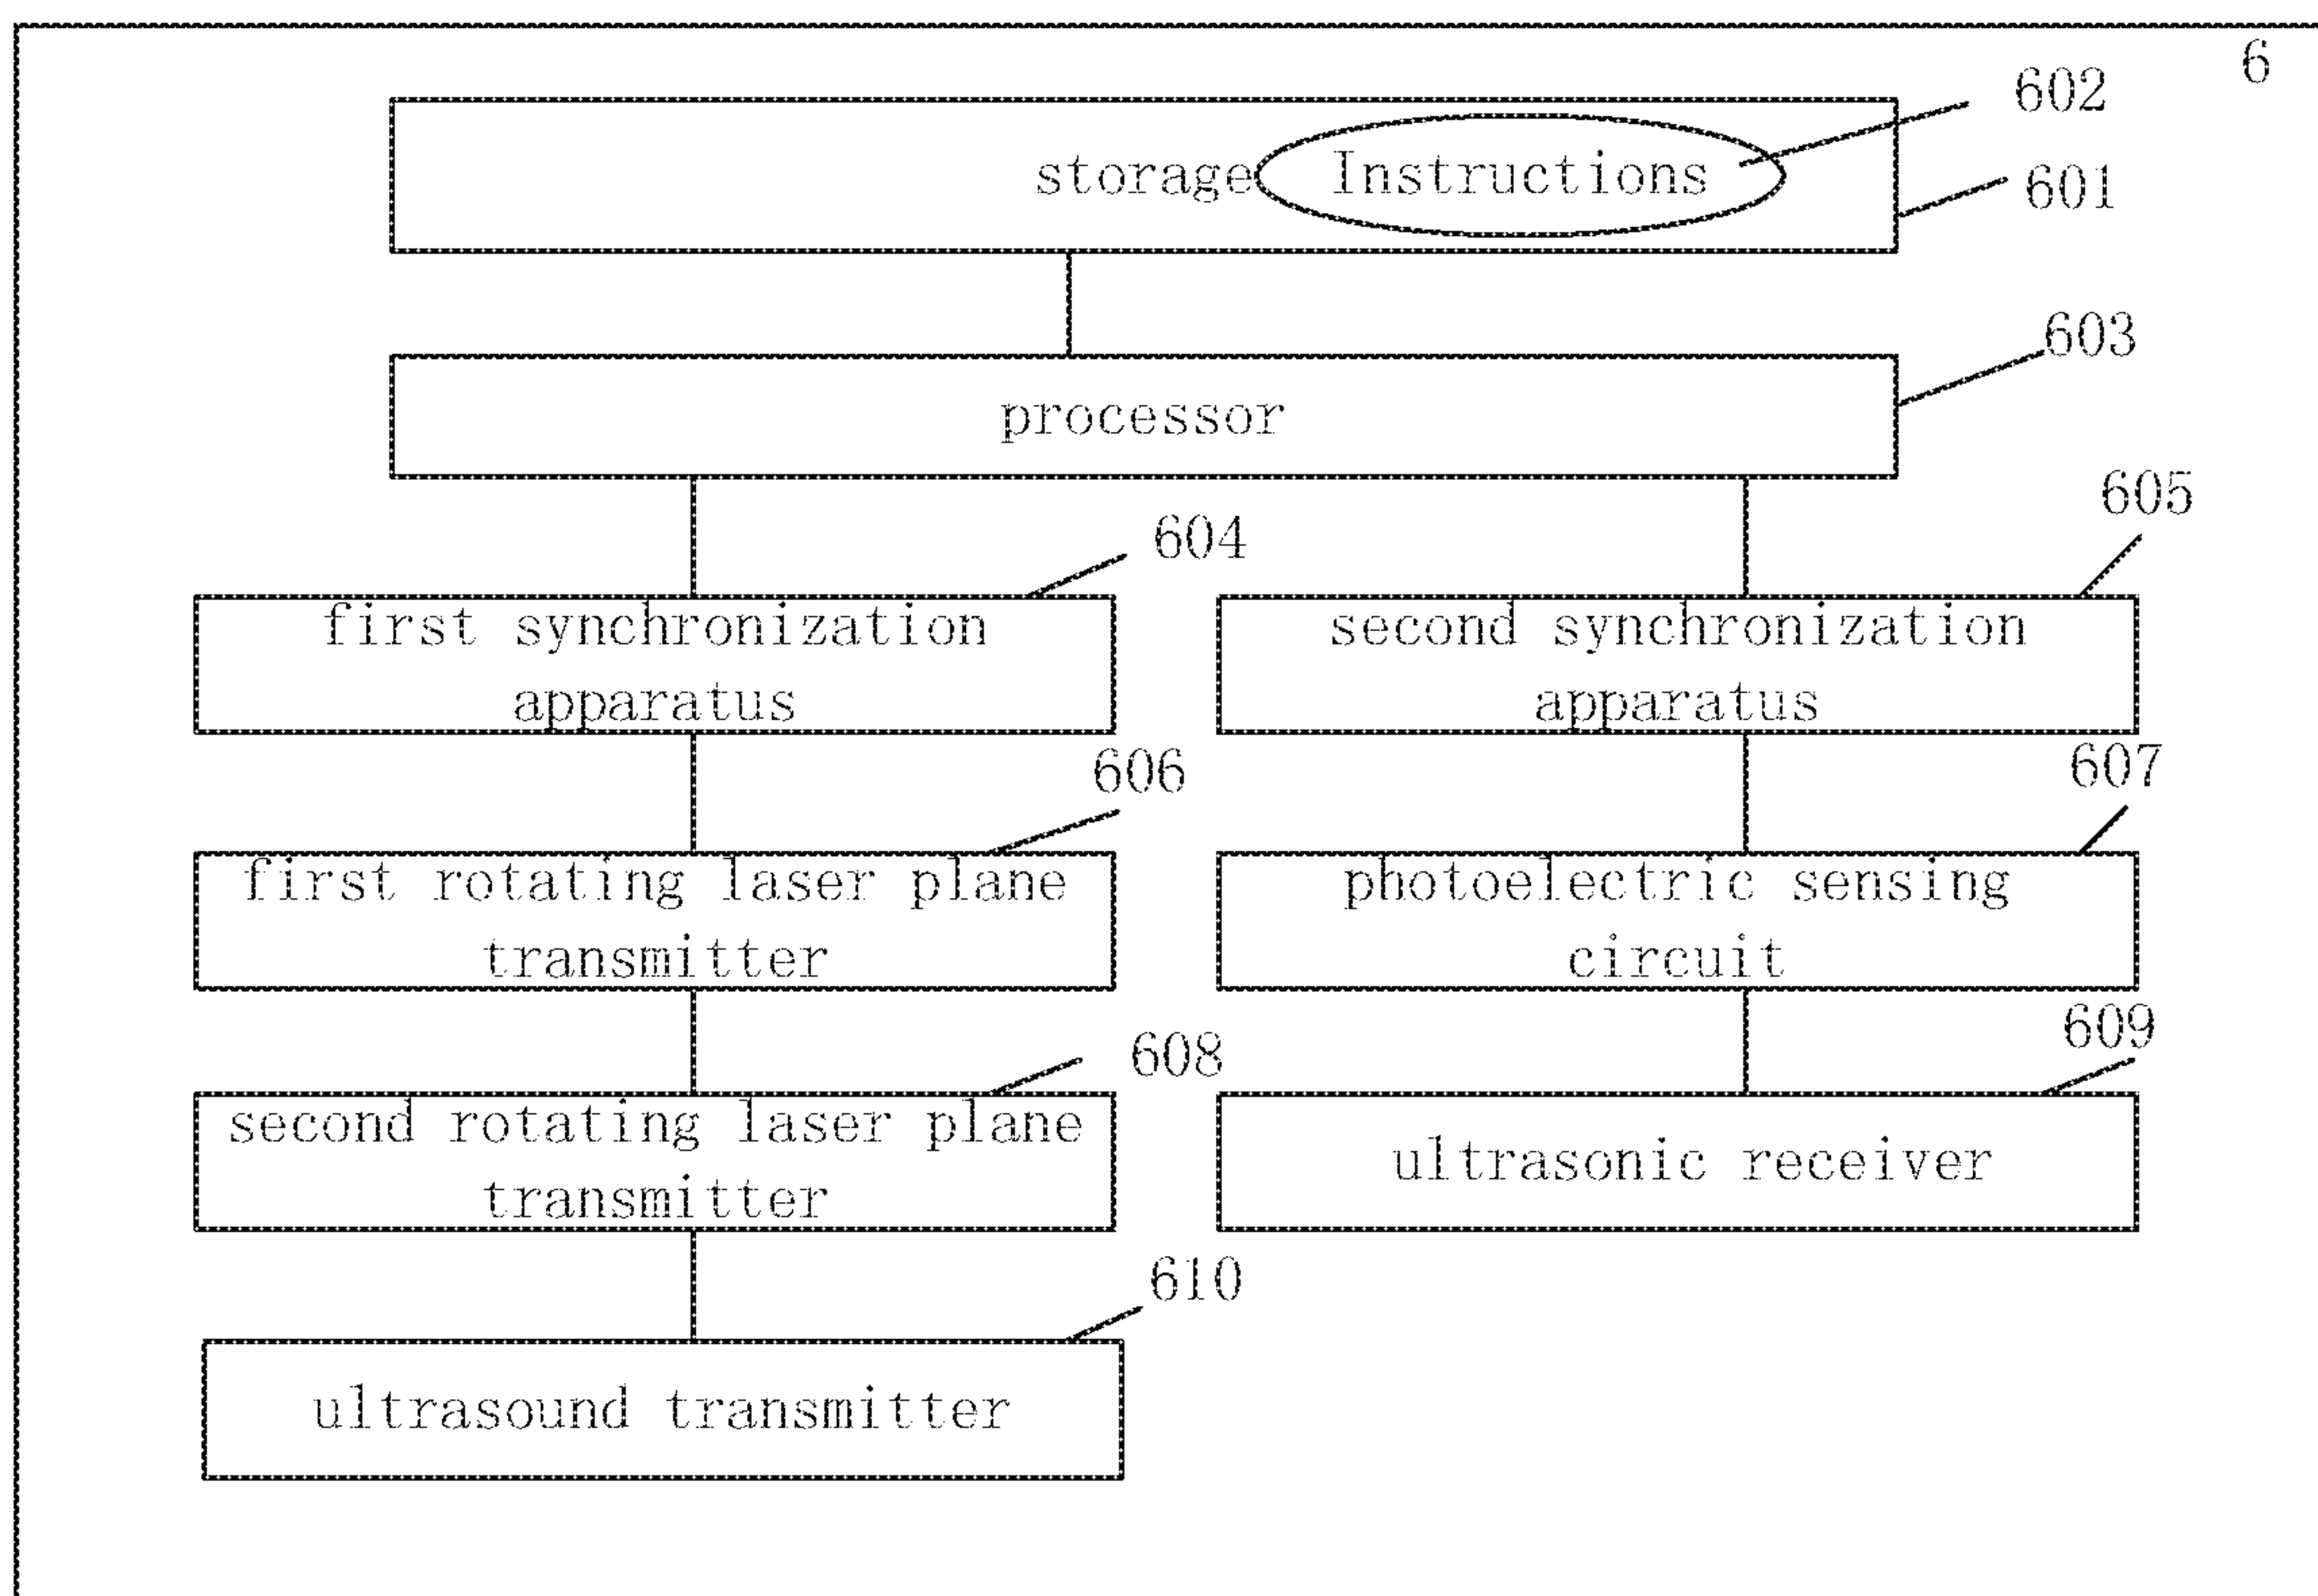 6
602
storage Instructions
601
603
processor
605
604
first synchronization
apparatus
second synchronization
apparatus
606
607
first rotating laser plane
transmitter
photoelectric sensing
circuit
608
609
second rotating laser plane
transmitter
ultrasonic receiver
610
ultrasound transmitter